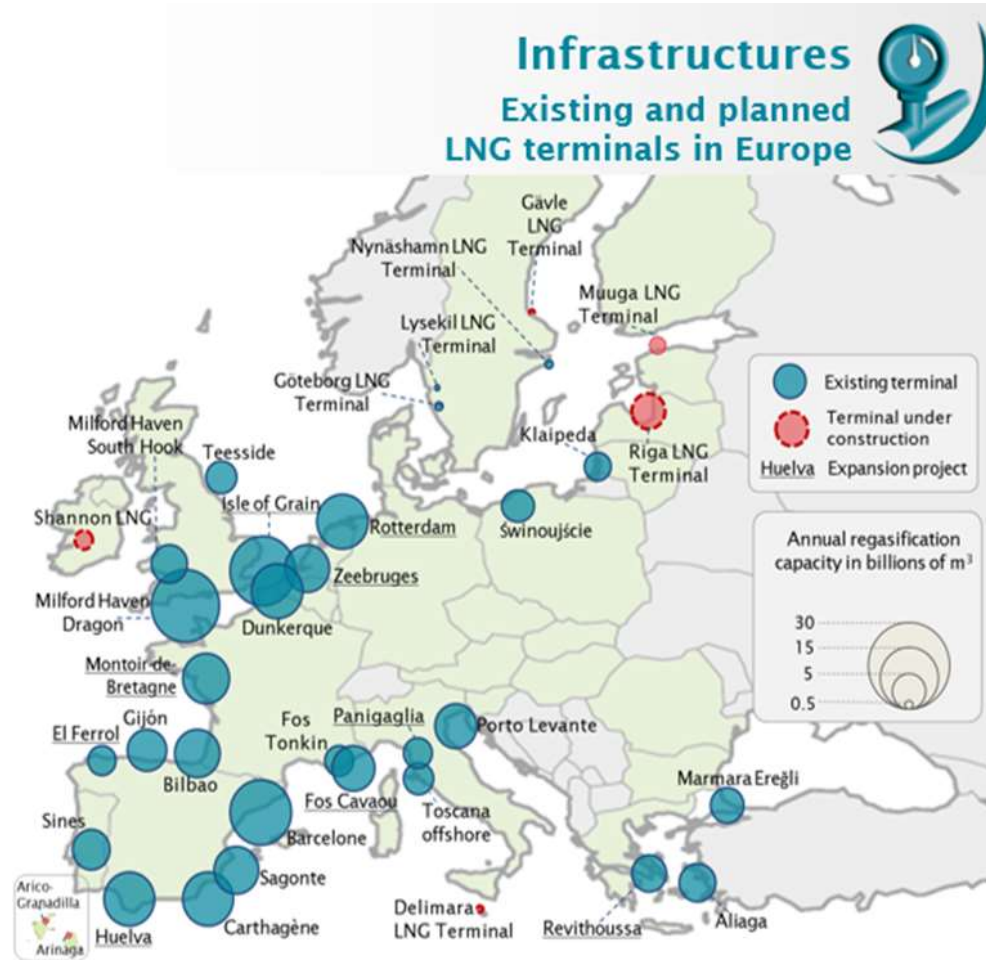 Infrastructures
Existing and planned
LNG terminals in Europe
Gävle
LNG
Terminal
Nynäshamn LNG
Terminal
Muuga LNG
Terminal
Lysekil LNG
Terminal
Göteborg LNG
Terminal
Existing terminal
Terminal under
construction
Huelva Expansion project
Milford Haven
South Hook
Teesside
Klaipeda
Riga LNG
Terminal
Isle of Grain
Shannon LNG
Rotterdam
Świnoujście
Annual regasification
capacity in billions of m³
30
15
5
0.5
Zeebruges
Milford Haven
Dragon
Dunkerque
Montoir-de-
Bretagne
El Ferrol
Gijón
Bilbao
Fos
Tonkin
Panigaglia
Porto Levante
Fos Cavaou
Toscana
offshore
Marmara Ereğli
Sines
Barcelone
Sagonte
Arico-
Granadilla
Arinaga
Huelva
Carthagène
Delimara
LNG Terminal
Revithoussa
Aliaga